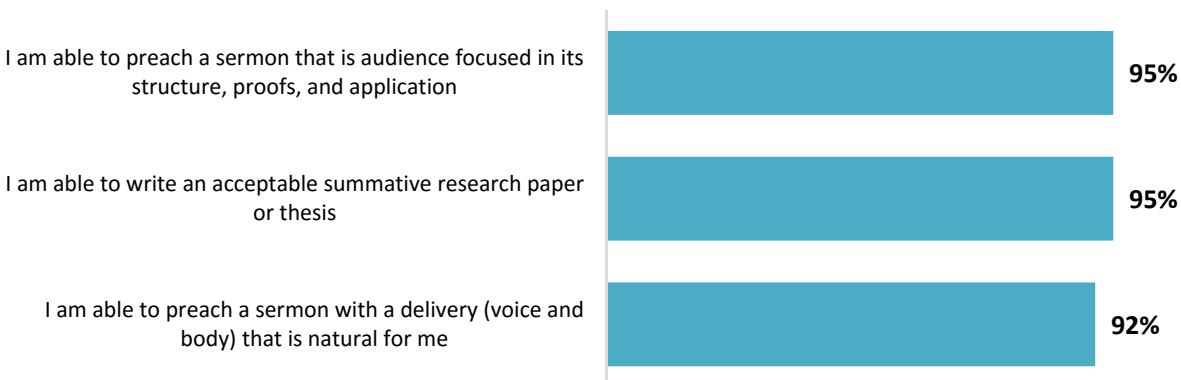 I am able to preach a sermon that is audience focused in its
structure, proofs, and application
95%
I am able to write an acceptable summative research paper
or thesis
95%
I am able to preach a sermon with a delivery (voice and
body) that is natural for me
92%